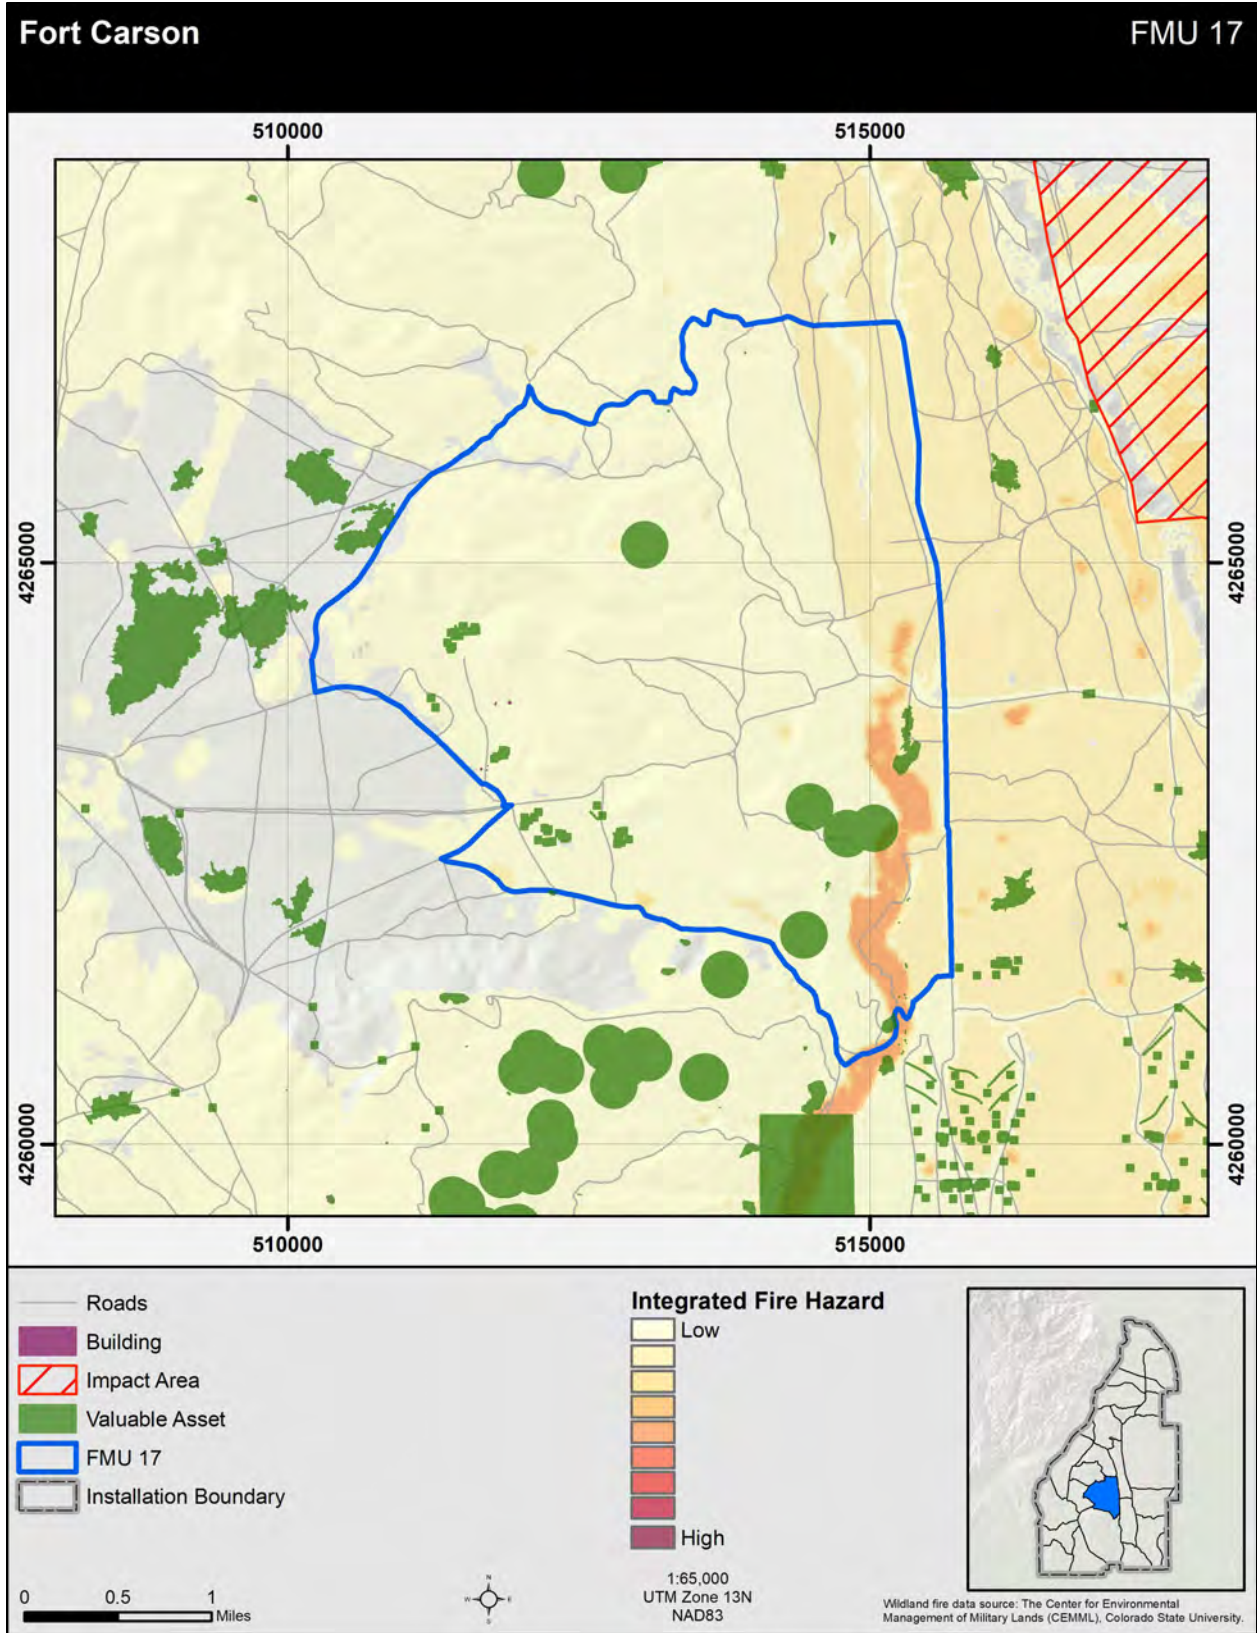 Fort Carson
FMU 17
510000
515000
4265000
4265000
4260000
4260000
510000
515000
Roads
Building
Impact Area
Valuable Asset
FMU 17
Installation Boundary
Integrated Fire Hazard
Low
High
0 0.5 1
Miles
N
W E
S
1:65,000
UTM Zone 13N
NAD83
Wildland fire data source: The Center for Environmental
Management of Military Lands (CEMML), Colorado State University.